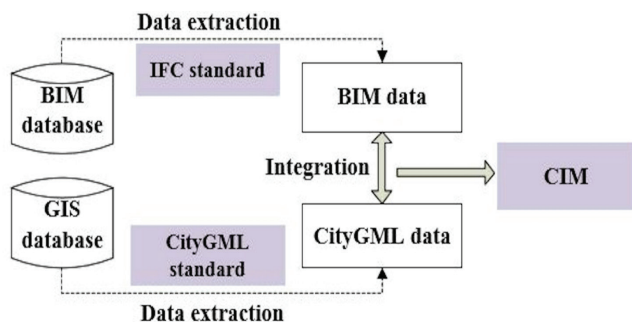 Data extraction
IFC standard
BIM
database
BIM data
Integration
CIM
GIS
database
CityGML
standard
CityGML data
Data extraction